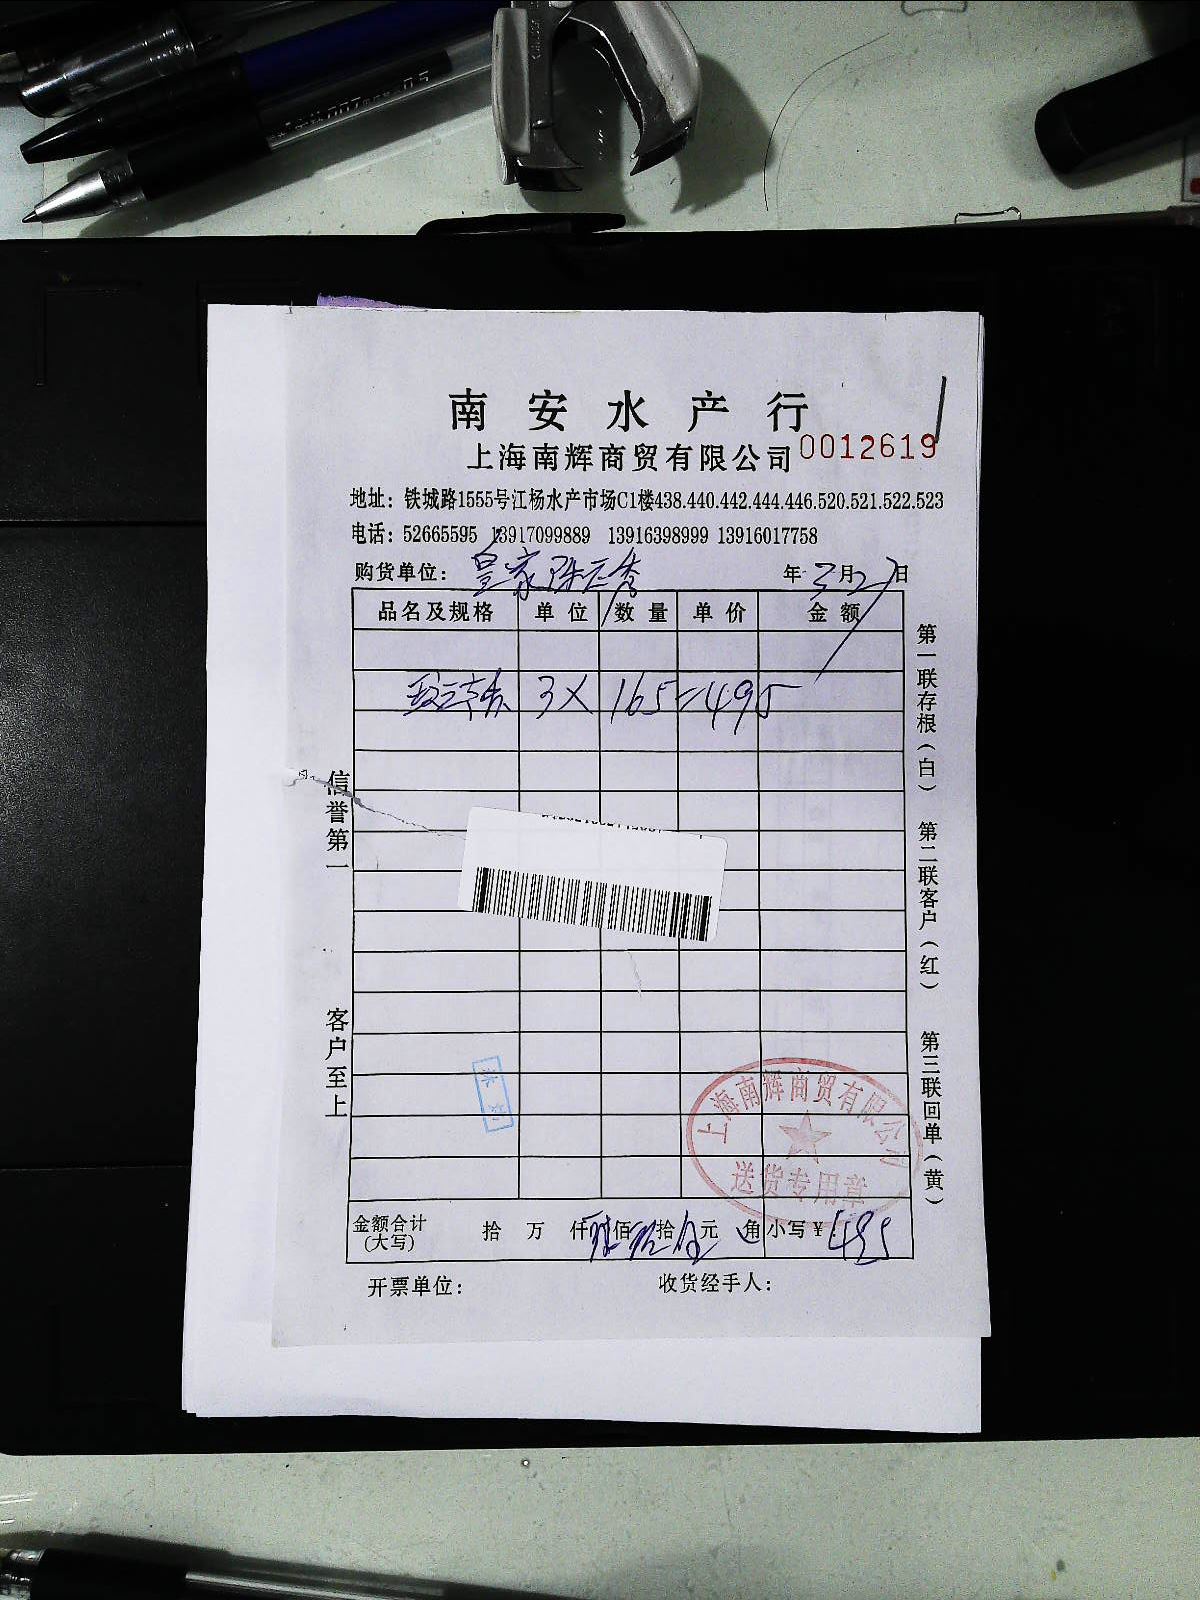 南安水产行
上海南辉商贸有限公司 0012619
地址：铁城路1555号江杨水产市场C1楼438.440.442.444.446.520.521.522.523
电话：52665595 13917099889 13916398999 13916017758
购货单位：皇家 年 3月27日
品名及规格 单位 数量 单价 金额
3× 165=495
信誉第一 客户至上
第一联存根（白） 第二联客户（红） 第三联回单（黄）
上海南辉商贸有限公司
送货专用章
金额合计（大写） 拾 万 仟 佰 拾 元 角 小写¥ 495
开票单位： 收货经手人：